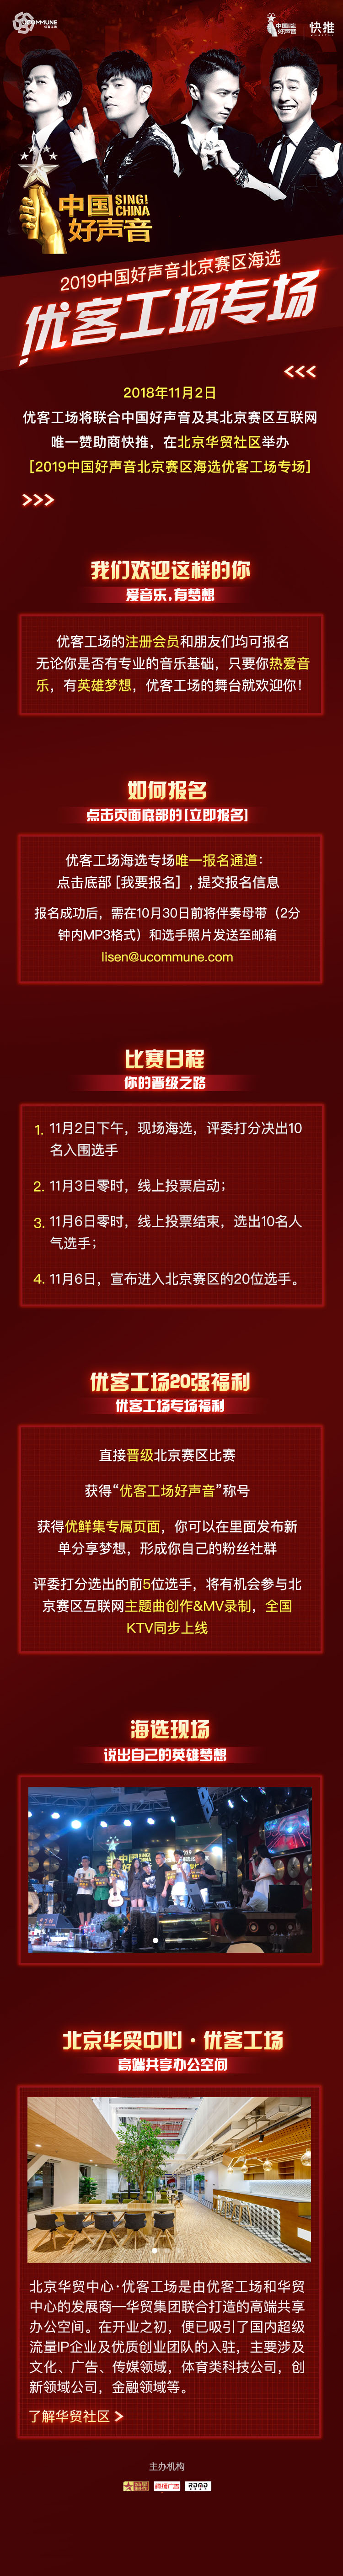 UCOMMUNE
中国好声音
快推
中国 SING! CHINA
好声音
2019中国好声音北京赛区海选
优客工场专场
<<<
2018年11月2日
优客工场将联合中国好声音及其北京赛区互联网
唯一赞助商快推，在北京华贸社区举办
[2019中国好声音北京赛区海选优客工场专场]
>>>
我们欢迎这样的你
爱音乐，有梦想
优客工场的注册会员和朋友们均可报名
无论你是否有专业的音乐基础，只要你热爱音
乐，有英雄梦想，优客工场的舞台就欢迎你！
如何报名
点击页面底部的[立即报名]
优客工场海选专场唯一报名通道：
点击底部［我要报名］, 提交报名信息
报名成功后，需在10月30日前将伴奏母带（2分
钟内MP3格式）和选手照片发送至邮箱
lisen@ucommune.com
比赛日程
你的晋级之路
1. 11月2日下午，现场海选，评委打分决出10
名入围选手
2. 11月3日零时，线上投票启动；
3. 11月6日零时，线上投票结束，选出10名人
气选手；
4. 11月6日，宣布进入北京赛区的20位选手。
优客工场20强福利
优客工场专场福利
直接晋级北京赛区比赛
获得“优客工场好声音”称号
获得优鲜集专属页面，你可以在里面发布新
单分享梦想，形成你自己的粉丝社群
评委打分选出的前5位选手，将有机会参与北
京赛区互联网主题曲创作&MV录制，全国
KTV同步上线
海选现场
说出自己的英雄梦想
北京华贸中心·优客工场
高端共享办公空间
北京华贸中心·优客工场是由优客工场和华贸
中心的发展商—华贸集团联合打造的高端共享
办公空间。在开业之初，便已吸引了国内超级
流量IP企业及优质创业团队的入驻，主要涉及
文化、广告、传媒领域，体育类科技公司，创
新领域公司，金融领域等。
了解华贸社区 >
主办机构